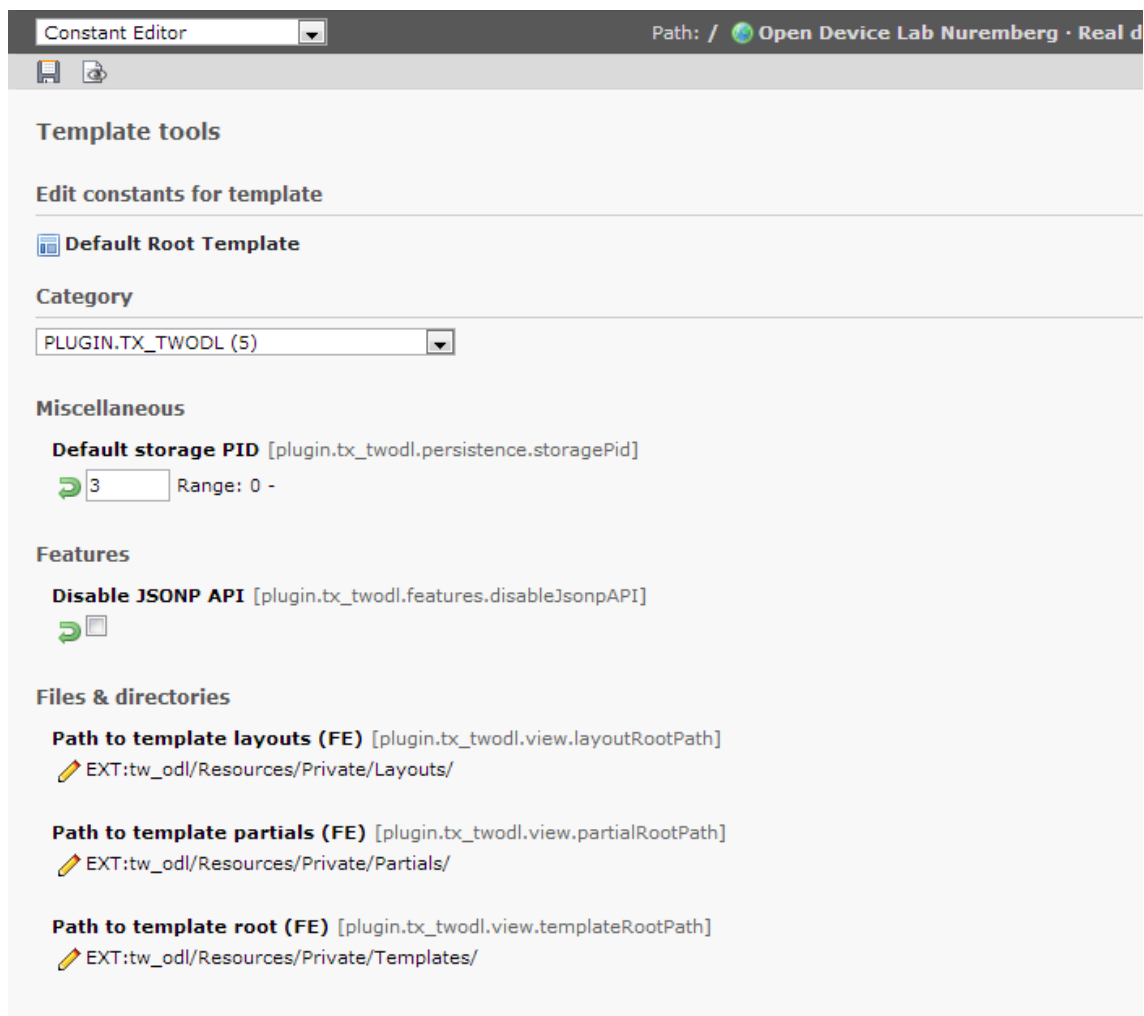 Constant Editor
Path: / Open Device Lab Nuremberg · Real d
Template tools
Edit constants for template
Default Root Template
Category
PLUGIN.TX_TWODL (5)
Miscellaneous
Default storage PID [plugin.tx_twodl.persistence.storagePid]
3 Range: 0 -
Features
Disable JSONP API [plugin.tx_twodl.features.disableJsonpAPI]
Files & directories
Path to template layouts (FE) [plugin.tx_twodl.view.layoutRootPath]
EXT:tw_odl/Resources/Private/Layouts/
Path to template partials (FE) [plugin.tx_twodl.view.partialRootPath]
EXT:tw_odl/Resources/Private/Partials/
Path to template root (FE) [plugin.tx_twodl.view.templateRootPath]
EXT:tw_odl/Resources/Private/Templates/